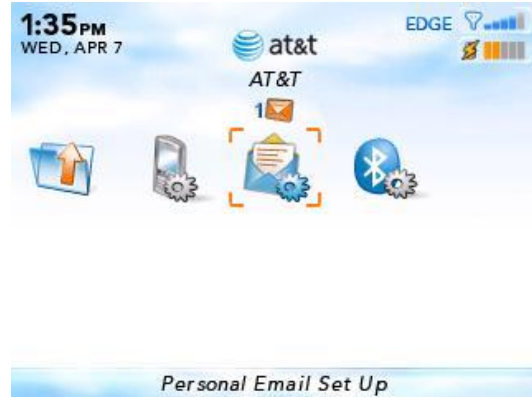 1:35PM
WED, APR 7
at&t
EDGE
AT&T
1
Personal Email Set Up